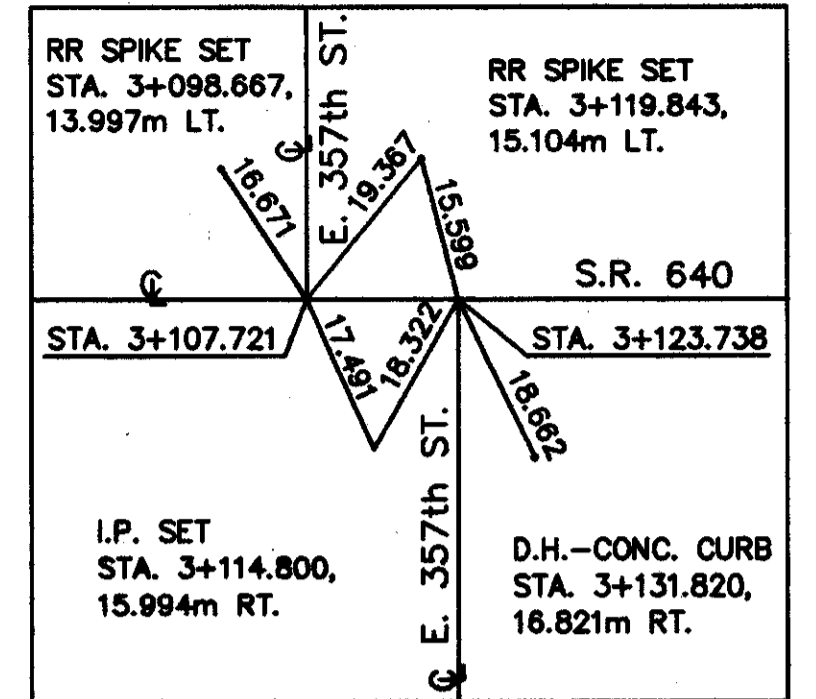 RR SPIKE SET
STA. 3+098.667,
13.997m LT.
E. 357th ST.
RR SPIKE SET
STA. 3+119.843,
15.104m LT.
16.671
19.367
15.599
S.R. 640
STA. 3+107.721
17.491
18.322
STA. 3+123.738
18.662
I.P. SET
STA. 3+114.800,
15.994m RT.
E. 357th ST.
D.H.-CONC. CURB
STA. 3+131.820,
16.821m RT.